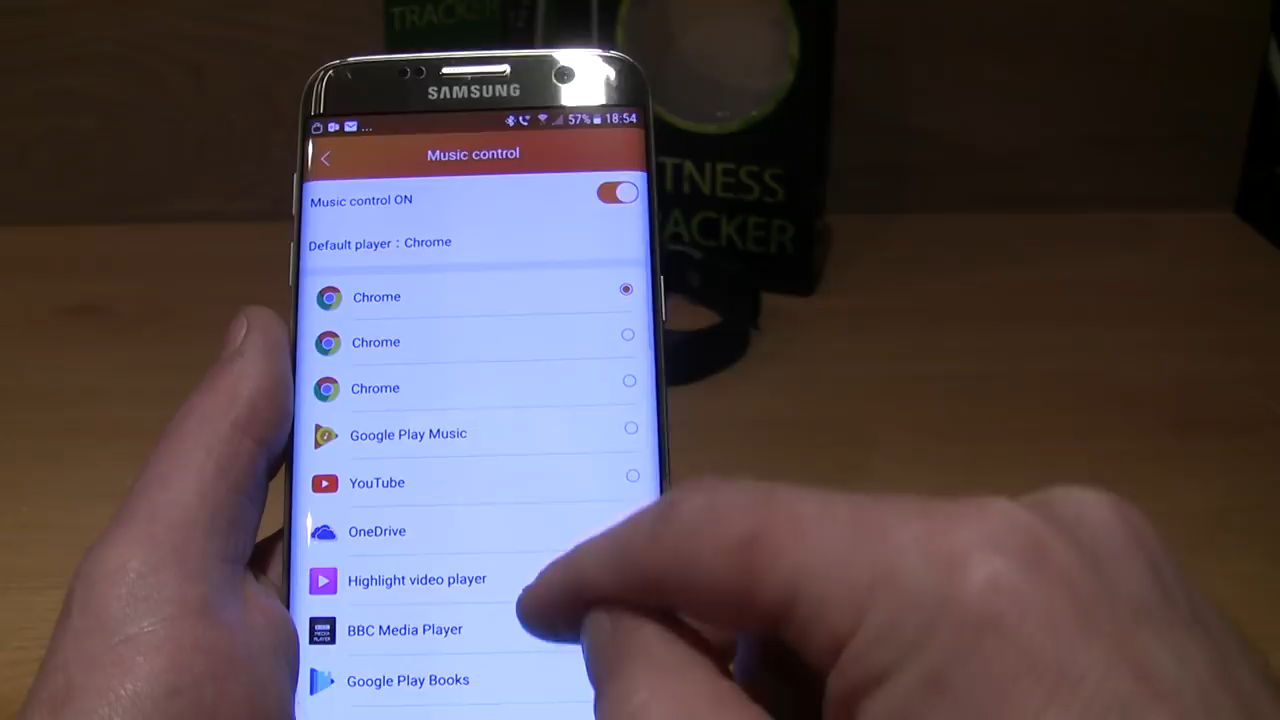 TRACKER
SAMSUNG
57% 18:54
Music control
Music control ON
TNESS
Default player : Chrome
ACKER
Chrome
Chrome
Chrome
Google Play Music
YouTube
OneDrive
Highlight video player
BBC Media Player
Google Play Books